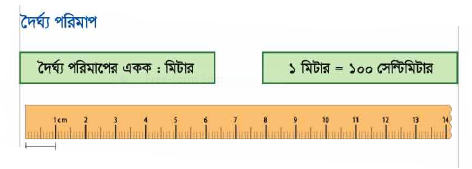 দৈর্ঘ্য পরিমাপ
দৈর্ঘ্য পরিমাপের একক : মিটার
১ মিটার = ১০০ সেন্টিমিটার
1cm 2 3 4 5 6 7 8 9 10 11 12 13 14